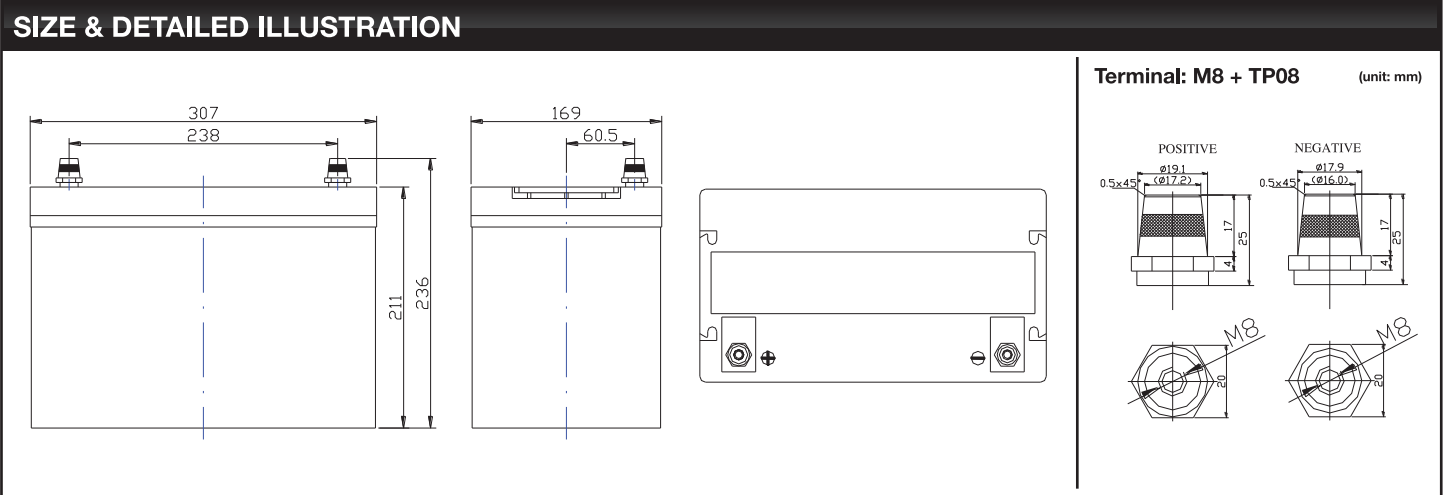 SIZE & DETAILED ILLUSTRATION
Terminal: M8 + TP08 (unit: mm)
307
238
211
236
169
60.5
POSITIVE
ø19.1
(ø17.2)
0.5x45°
17
25
4
M8
20
NEGATIVE
ø17.9
(ø16.0)
0.5x45°
17
25
4
M8
20